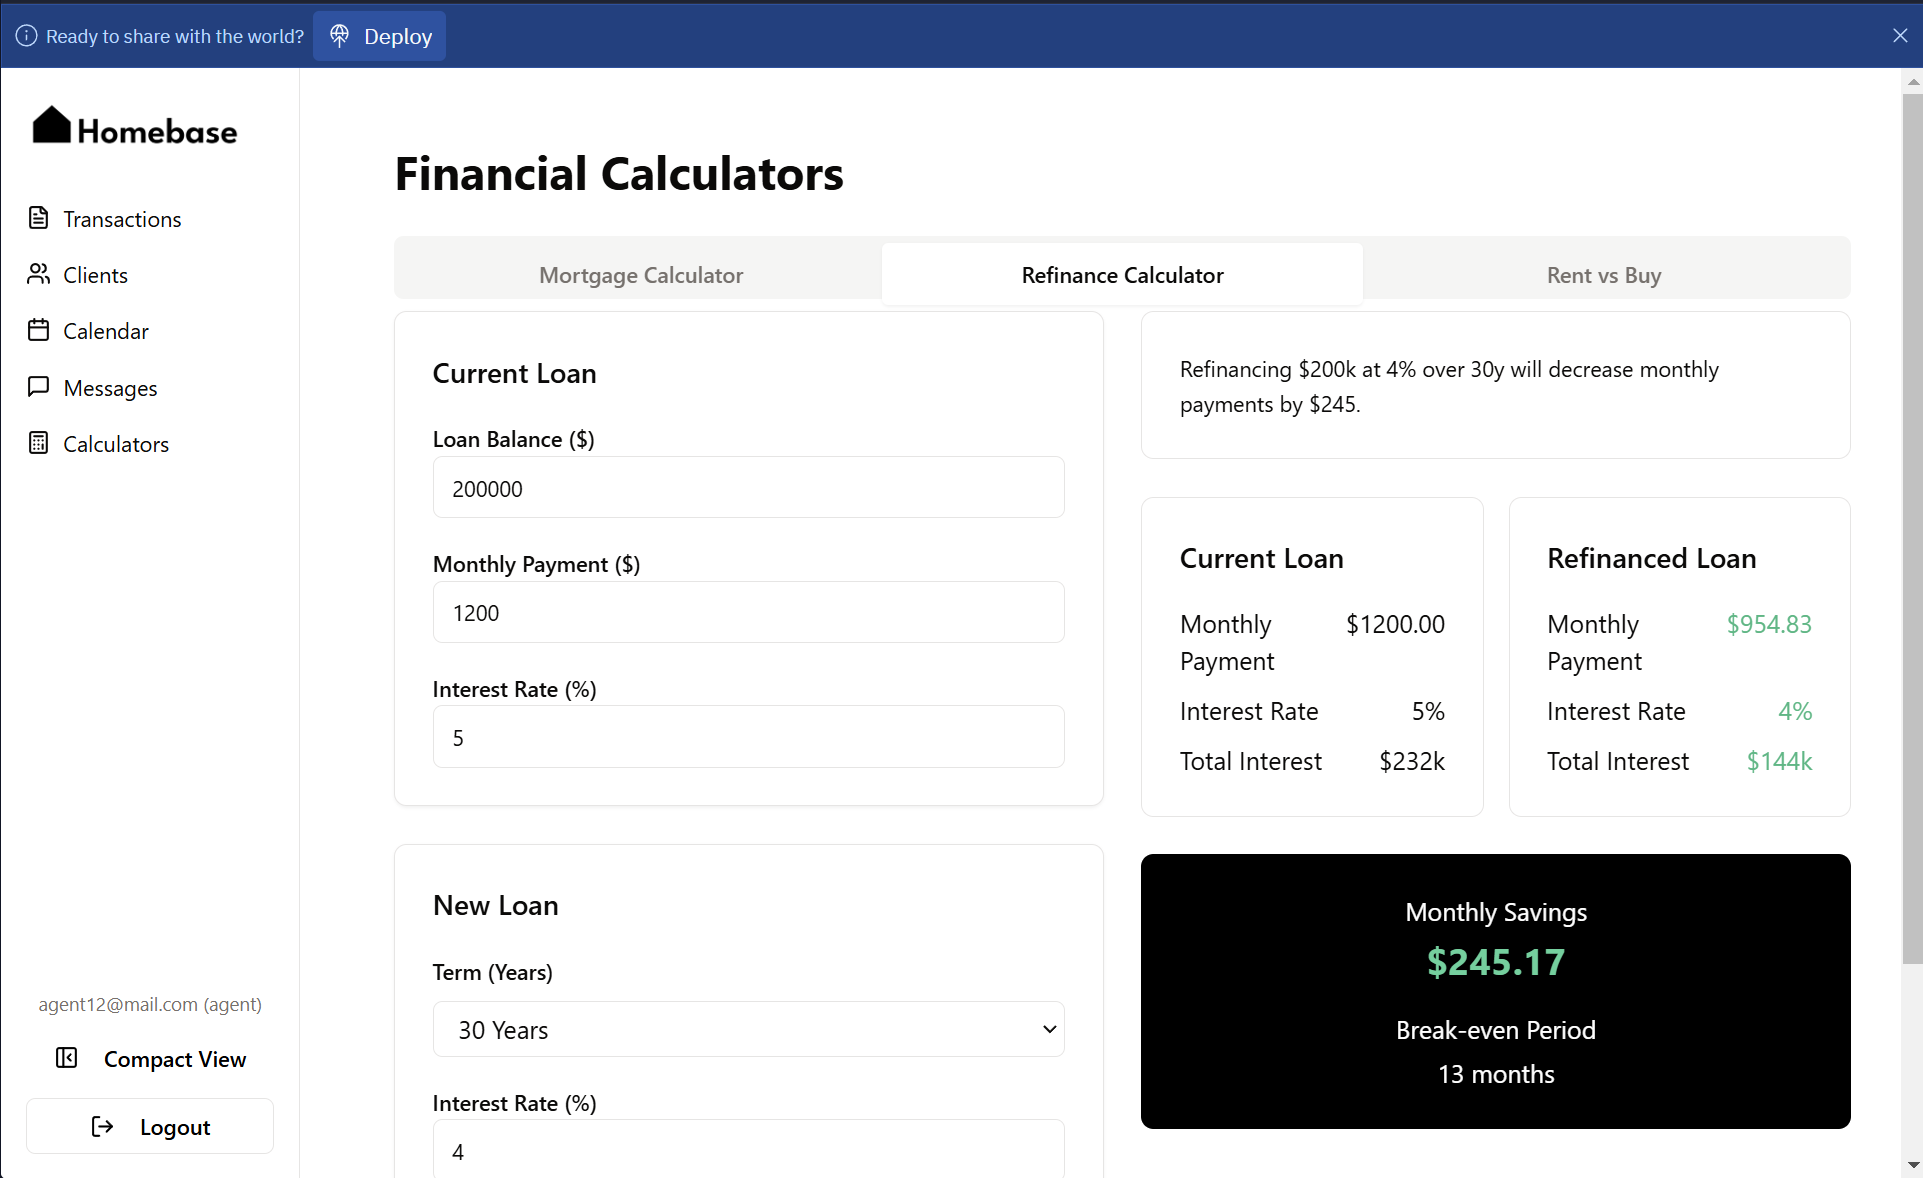 Ready to share with the world?
Deploy
Homebase
Transactions
Clients
Calendar
Messages
Calculators
agent12@mail.com (agent)
Compact View
Logout
Financial Calculators
Mortgage Calculator
Refinance Calculator
Rent vs Buy
Current Loan
Loan Balance ($)
200000
Monthly Payment ($)
1200
Interest Rate (%)
5
New Loan
Term (Years)
30 Years
Interest Rate (%)
4
Refinancing $200k at 4% over 30y will decrease monthly
payments by $245.
Current Loan
Monthly
Payment
$1200.00
Interest Rate
5%
Total Interest
$232k
Refinanced Loan
Monthly
Payment
$954.83
Interest Rate
4%
Total Interest
$144k
Monthly Savings
$245.17
Break-even Period
13 months